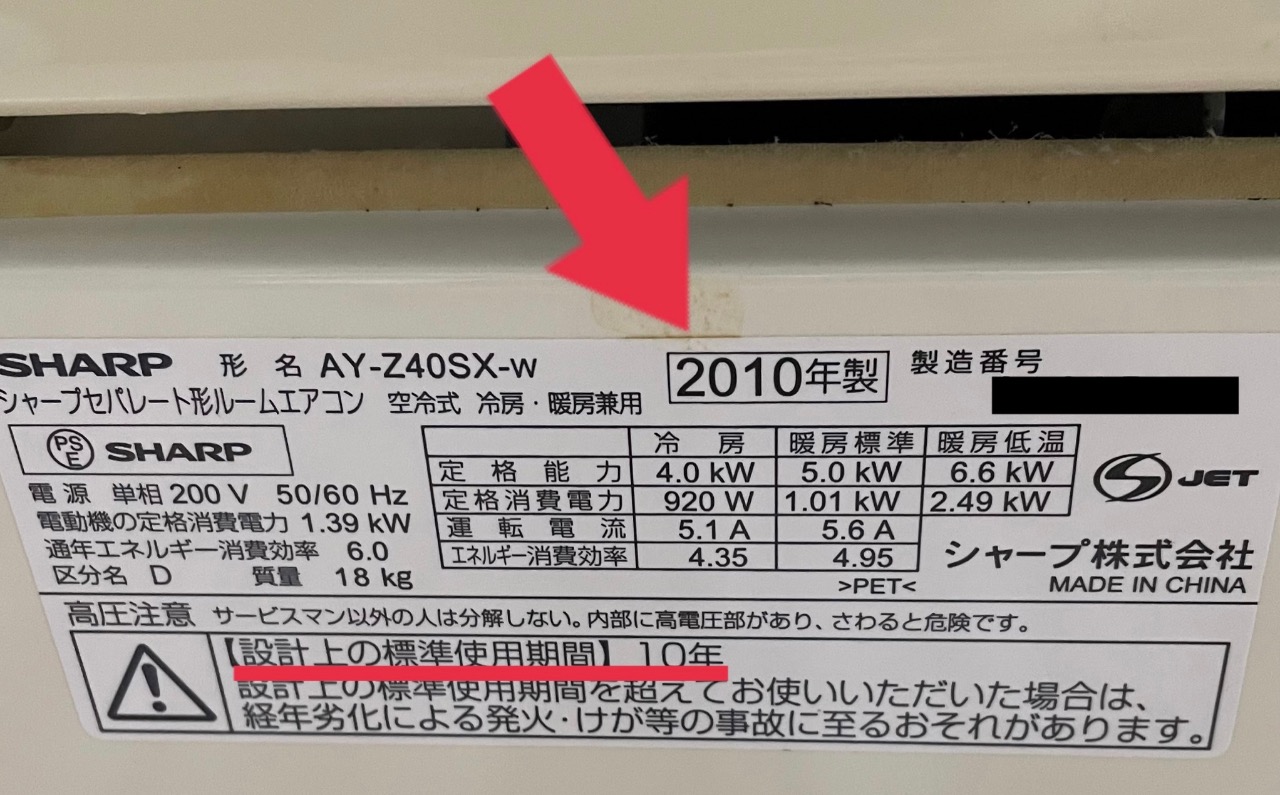 SHARP 形 名 AY-Z40SX-W 2010年製 製造番号
シャープセパレート形ルームエアコン 空冷式 冷房・暖房兼用
PS
E
SHARP
電源 単相 200 V 50/60 Hz
電動機の定格消費電力 1.39 kW
通年エネルギー消費効率 6.0
区分名 D 質量 18 kg
冷 房 暖房標準 暖房低温
定 格 能 力 4.0 kW 5.0 kW 6.6 kW
定格消費電力 920 W 1.01 kW 2.49 kW
運 転 電 流 5.1 A 5.6 A
エネルギー消費効率 4.35 4.95
>PET<
JET
シャープ株式会社
MADE IN CHINA
高圧注意 サービスマン以外の人は分解しない。内部に高電圧部があり、さわると危険です。
【設計上の標準使用期間】10年
設計上の標準使用期間を超えてお使いいただいた場合は、
経年劣化による発火・けが等の事故に至るおそれがあります。